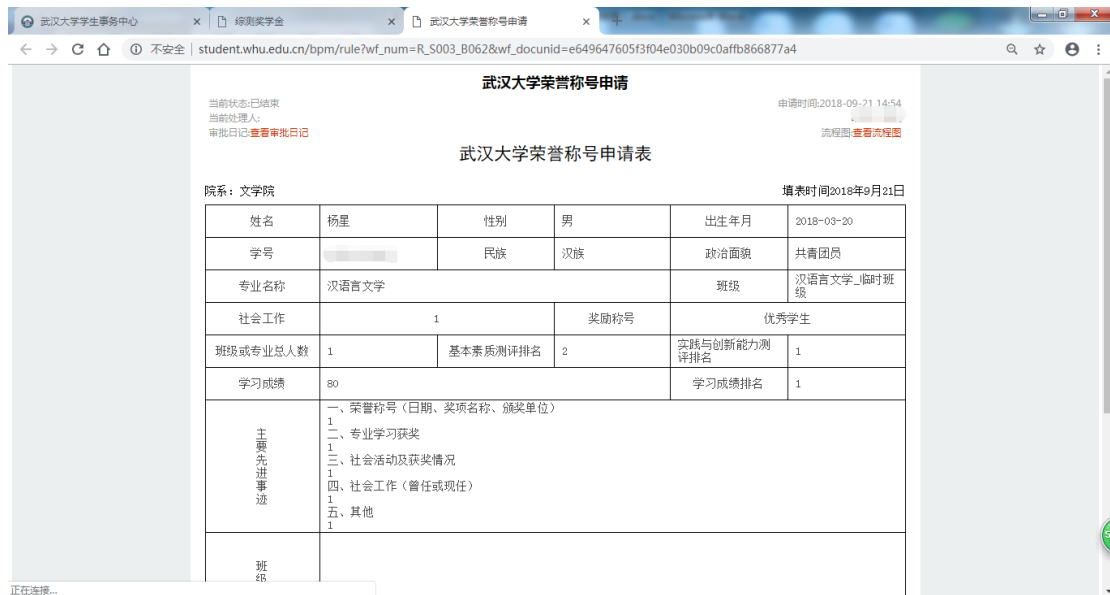 武汉大学学生事务中心
综测奖学金
武汉大学荣誉称号申请
不安全 | student.whu.edu.cn/bpm/rule?wf_num=R_S003_B062&wf_docunid=e649647605f3f04e030b09c0affb866877a4
武汉大学荣誉称号申请
当前状态:已结束
申请时间:2018-09-21 14:54
当前处理人:
审批日记:查看审批日记
流程图:查看流程图
武汉大学荣誉称号申请表
院系：文学院
填表时间2018年9月21日
姓名 杨星 性别 男 出生年月 2018-03-20
学号 民族 汉族 政治面貌 共青团员
专业名称 汉语言文学 班级 汉语言文学_临时班
级
社会工作 1 奖励称号 优秀学生
班级或专业总人数 1 基本素质测评排名 2 实践与创新能力测
评排名 1
学习成绩 80 学习成绩排名 1
主要先进事迹
一、荣誉称号（日期、奖项名称、颁奖单位）
1
二、专业学习获奖
1
三、社会活动及获奖情况
1
四、社会工作（曾任或现任）
1
五、其他
1
班
级
正在连接...